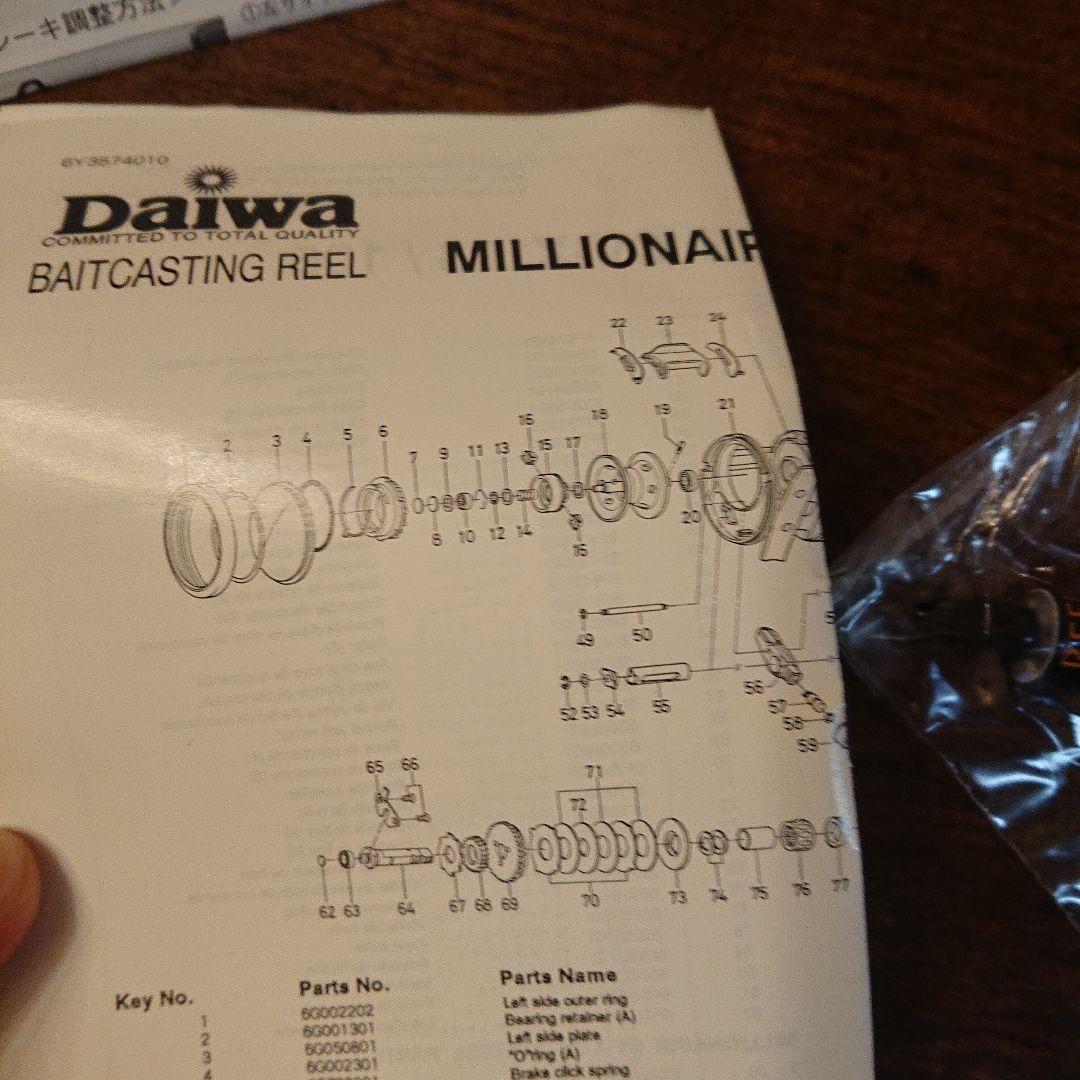 ーキ調整方法
6Y3574010
Daiwa
COMMITTED TO TOTAL QUALITY
BAITCASTING REEL
MILLIONAIR
22 23 24
2 3 4 5 6 7 9 11 13 16 15 17 18 19 21
8 10 12 14 16 20
49 50
52 53 54 55 56 57 58 59
65 66 71
72
62 63 64 67 68 69 70 73 74 75 76 77
Key No. Parts No. Parts Name
1 6G002202 Left side outer ring
2 6G001301 Bearing retainer (A)
3 6G050801 Left side plate
4 6G002301 "O"ring (A)
Brake click spring